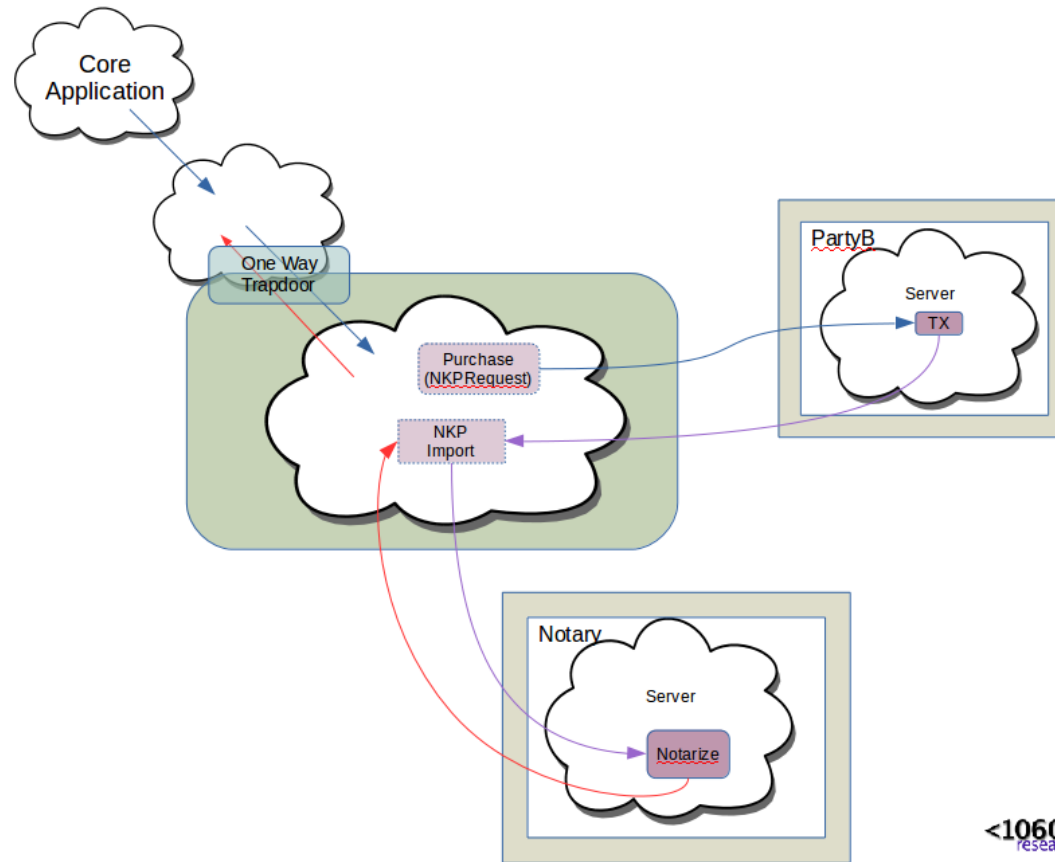 Core
Application
One Way
Trapdoor
PartyB
Server
TX
Purchase
(NKPRequest)
NKP
Import
Notary
Server
Notarize
<1060